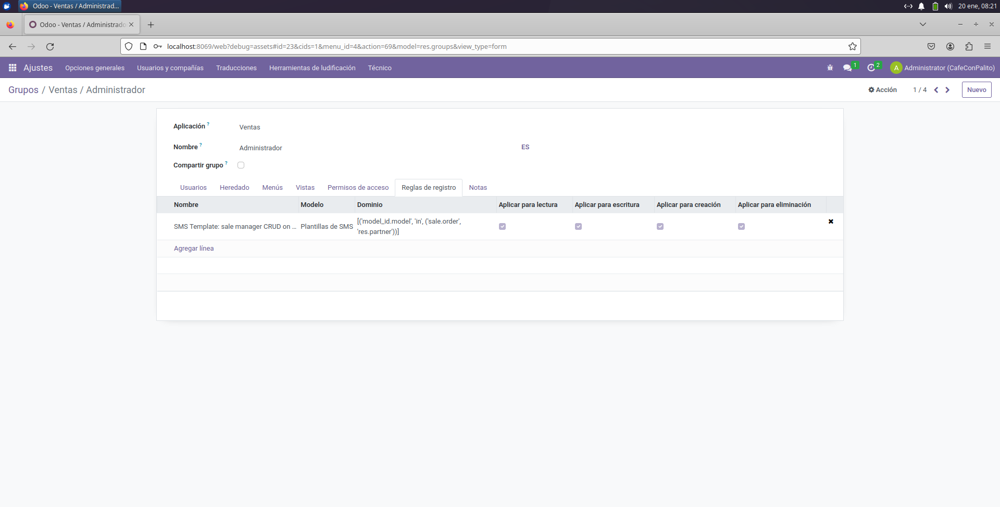 Odoo - Ventas / Administrad...
20 ene, 08:21
Odoo - Ventas / Administrado
localhost:8069/web?debug=assets#id=23&cids=1&menu_id=4&action=69&model=res.groups&view_type=form
Ajustes Opciones generales Usuarios y compañías Traducciones Herramientas de ludificación Técnico 1 2 A Administrator (CafeConPalito)
Grupos / Ventas / Administrador Acción 1 / 4 Nuevo
Aplicación ? Ventas
Nombre ? Administrador ES
Compartir grupo ?
Usuarios Heredado Menús Vistas Permisos de acceso Reglas de registro Notas
Nombre Modelo Dominio Aplicar para lectura Aplicar para escritura Aplicar para creación Aplicar para eliminación
SMS Template: sale manager CRUD on ... Plantillas de SMS [('model_id.model', 'in', ('sale.order',
'res.partner'))]
Agregar línea